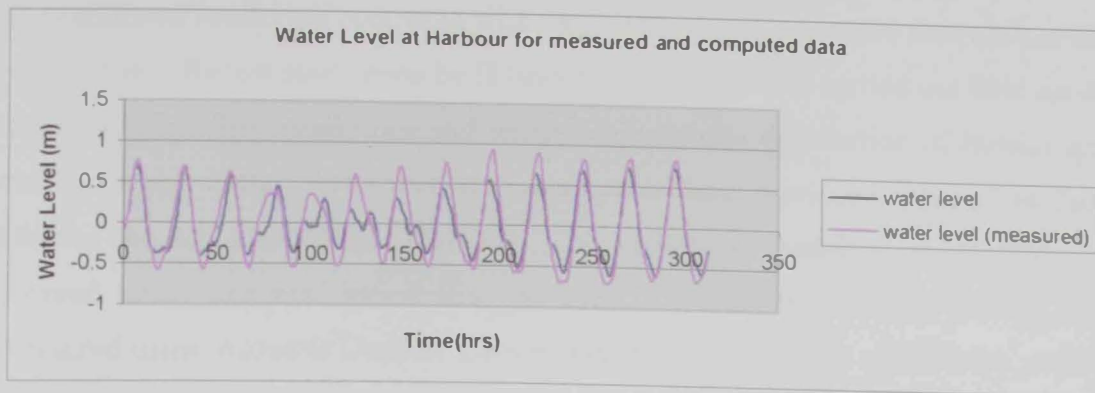 Water Level at Harbour for measured and computed data
Water Level (m)
1.5
1
0.5
0
-0.5
-1
0
50
100
150
200
250
300
350
Time(hrs)
water level
water level (measured)